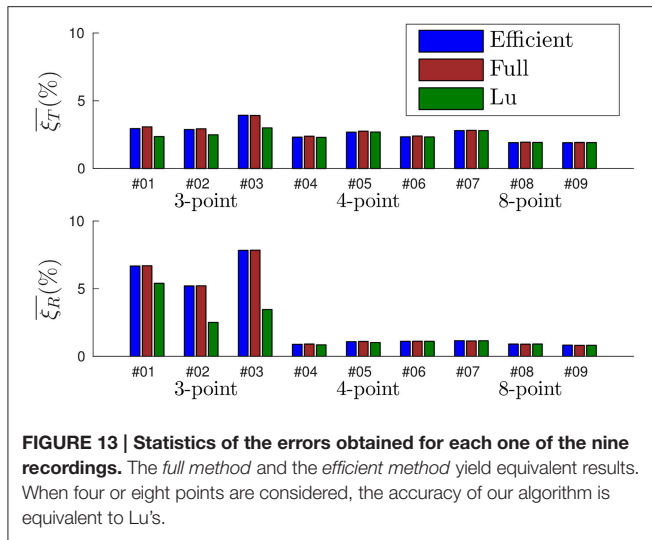 10
5
0
ξ_T(%)
Efficient
Full
Lu
#01 #02 #03 #04 #05 #06 #07 #08 #09
3-point 4-point 8-point
10
5
0
ξ_R(%)
#01 #02 #03 #04 #05 #06 #07 #08 #09
3-point 4-point 8-point
FIGURE 13 | Statistics of the errors obtained for each one of the nine
recordings. The full method and the efficient method yield equivalent results.
When four or eight points are considered, the accuracy of our algorithm is
equivalent to Lu's.